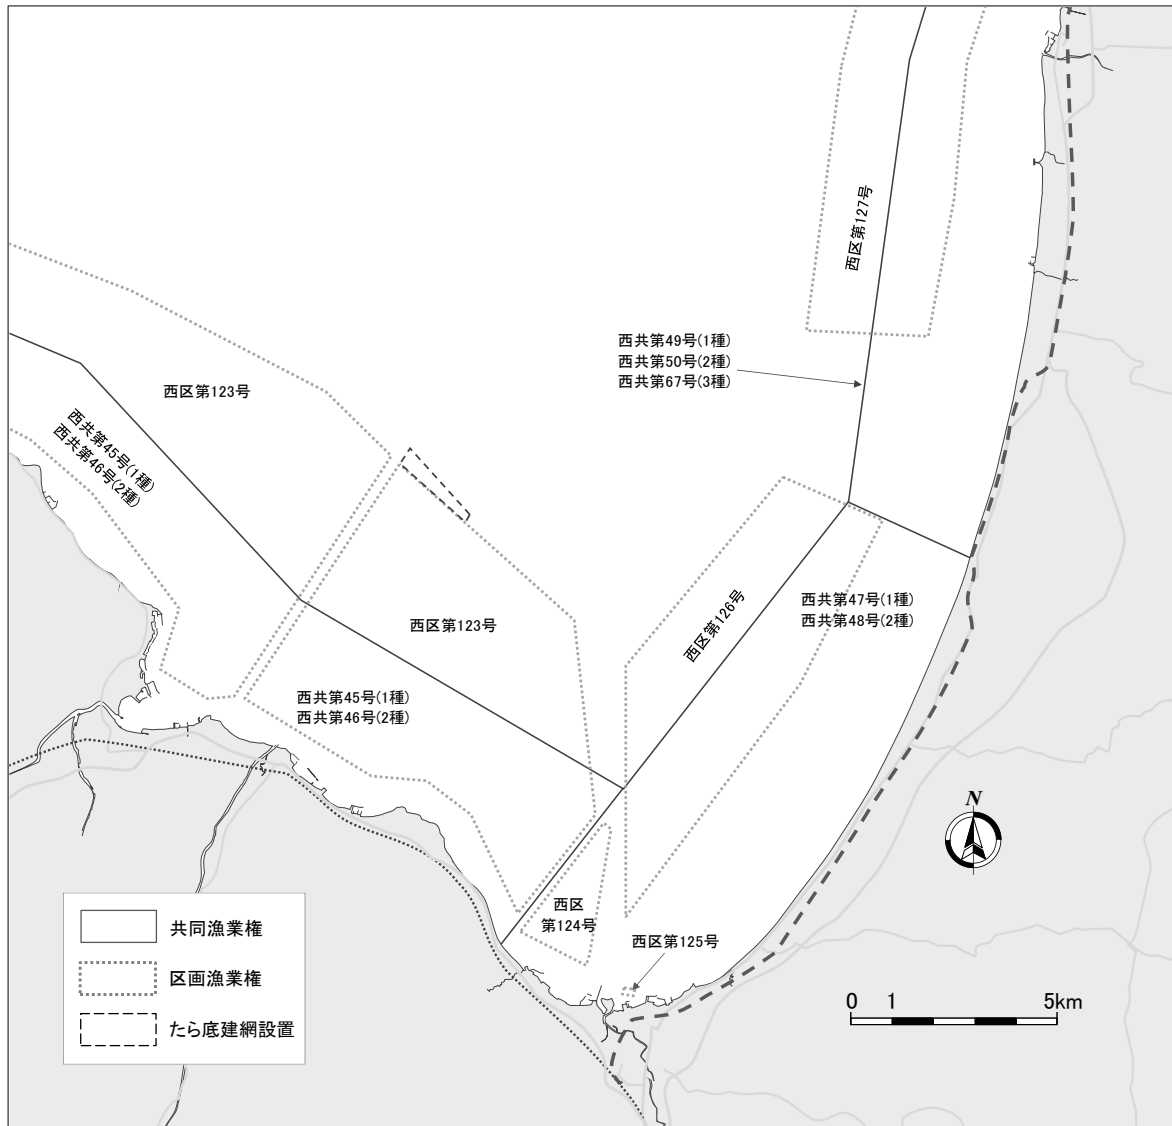 西区第127号
西共第49号(1種)
西共第50号(2種)
西共第67号(3種)
西区第123号
西共第45号(1種)
西共第46号(2種)
西区第123号
西区第126号
西共第47号(1種)
西共第48号(2種)
西共第45号(1種)
西共第46号(2種)
N
西区
第124号
西区第125号
共同漁業権
区画漁業権
たら底建網設置
0 1 5km